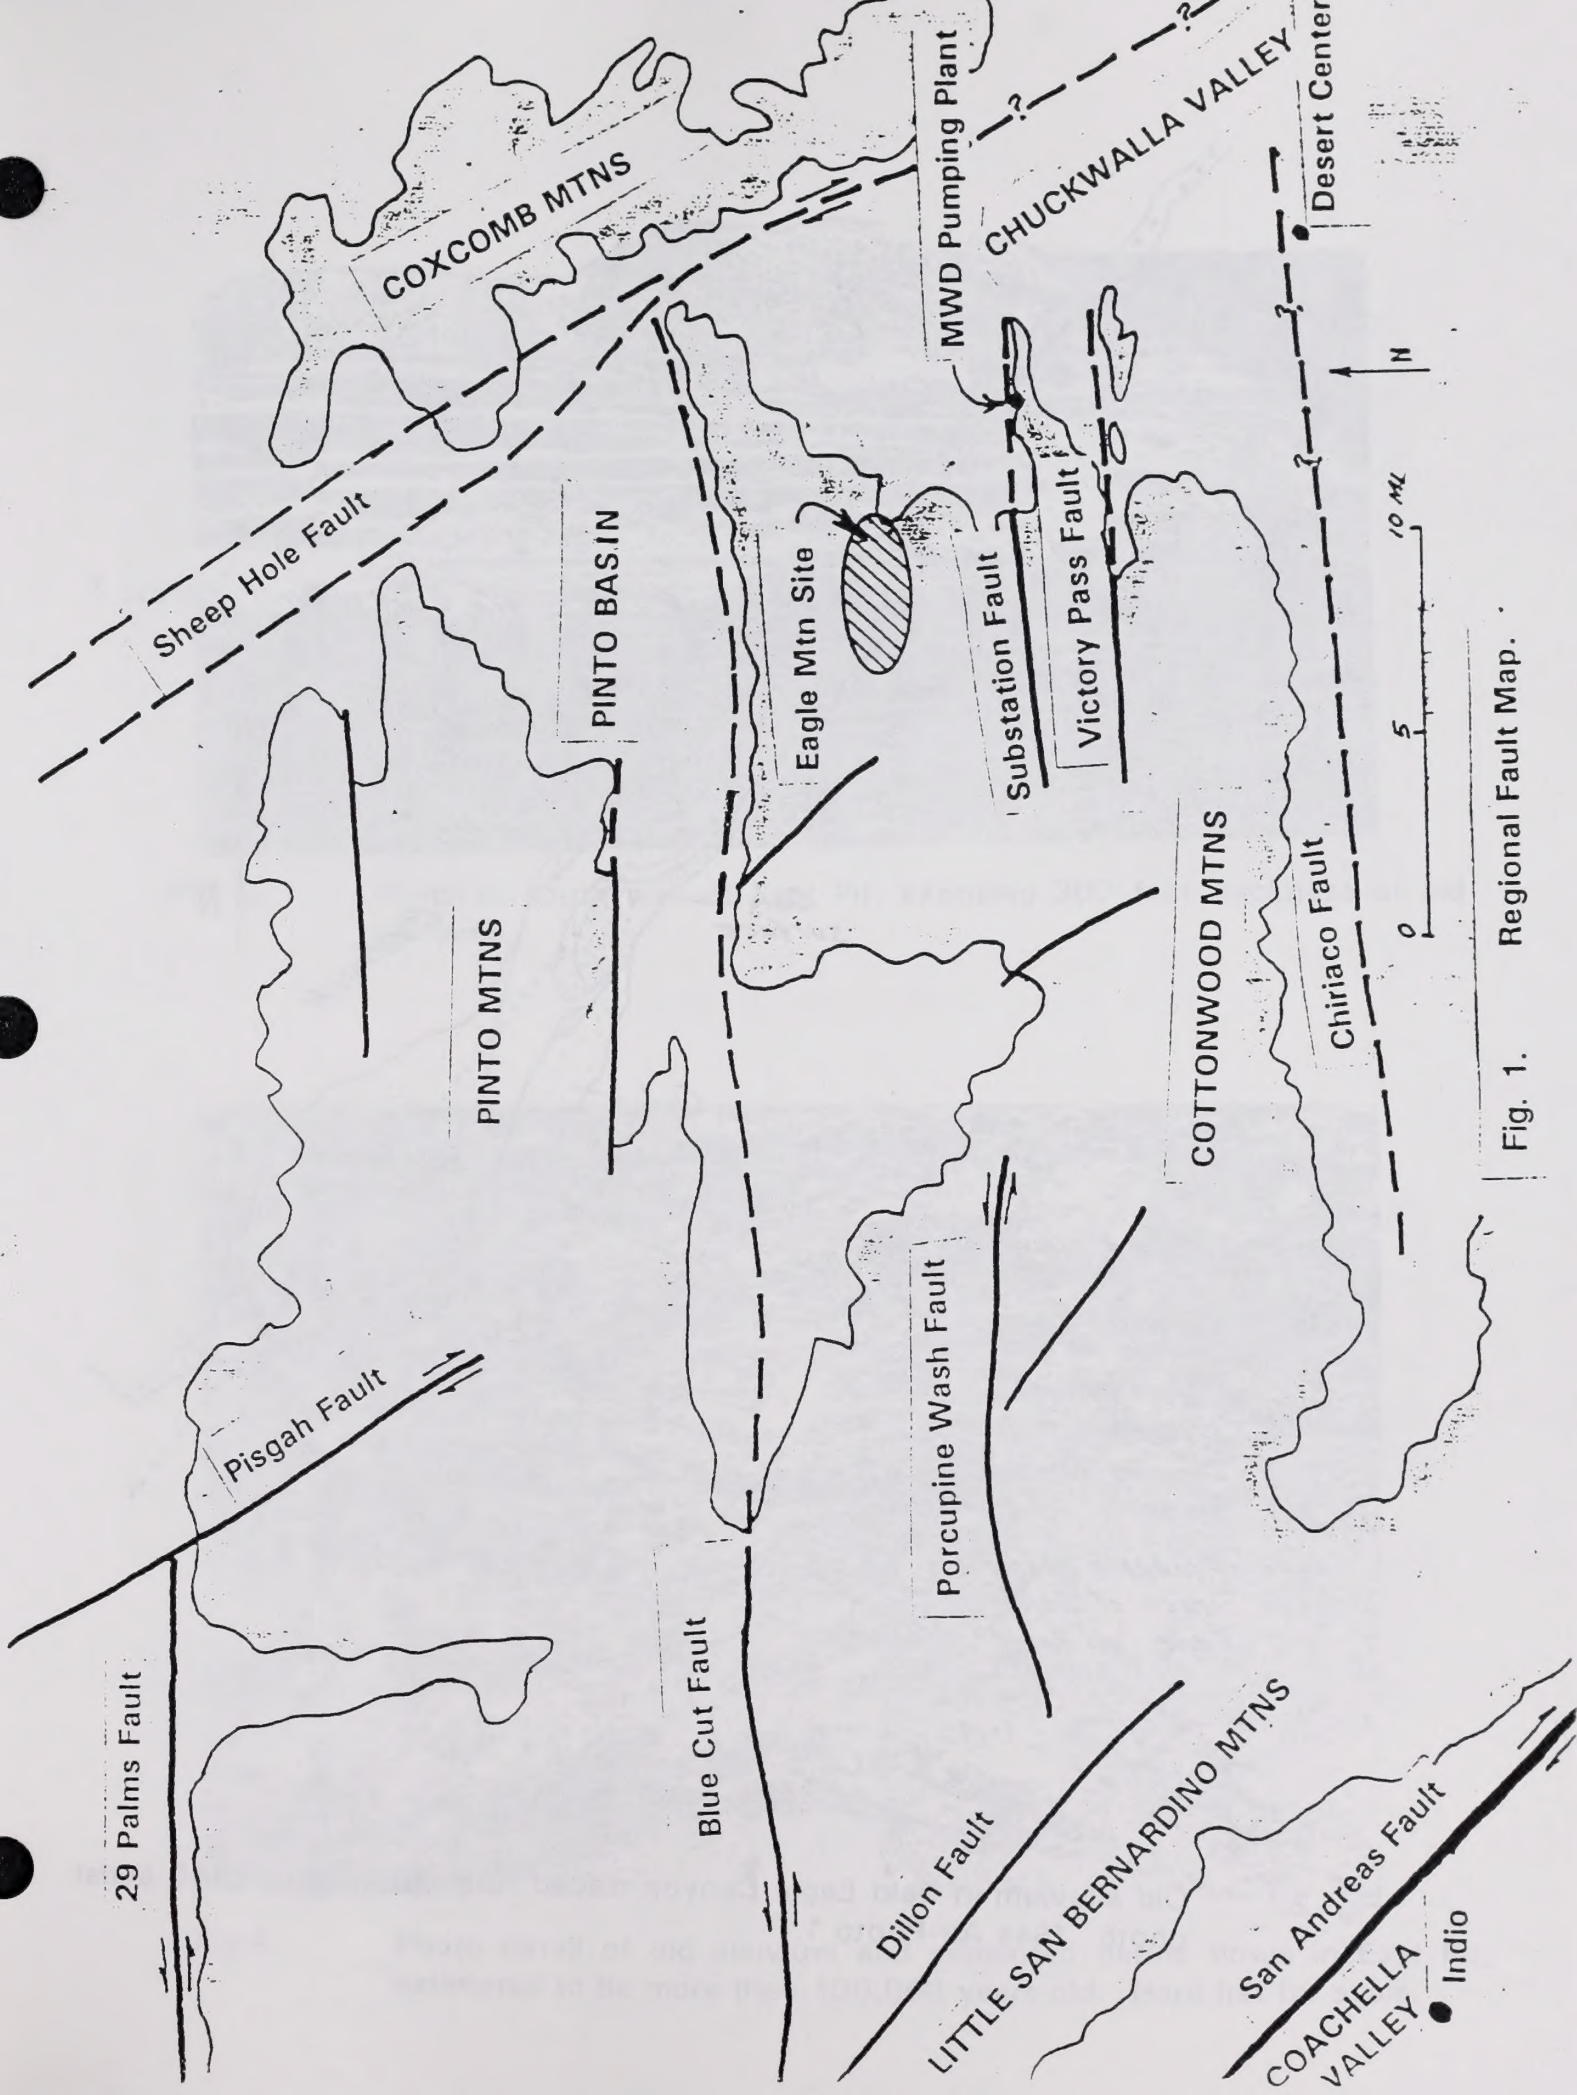 29 Palms Fault
Pisgah Fault
Sheep Hole Fault
COXCOMB MTNS
PINTO MTNS
PINTO BASIN
Blue Cut Fault
Eagle Mtn Site
MWD Pumping Plant
?
?
CHUCKWALLA VALLEY
Porcupine Wash Fault
Substation Fault
Victory Pass Fault
Dillon Fault
LITTLE SAN BERNARDINO MTNS
COTTONWOOD MTNS
San Andreas Fault
COACHELLA
VALLEY
Indio
Chiriaco Fault
?
?
Desert Center
N
0
5
10 MI
Fig. 1.
Regional Fault Map.